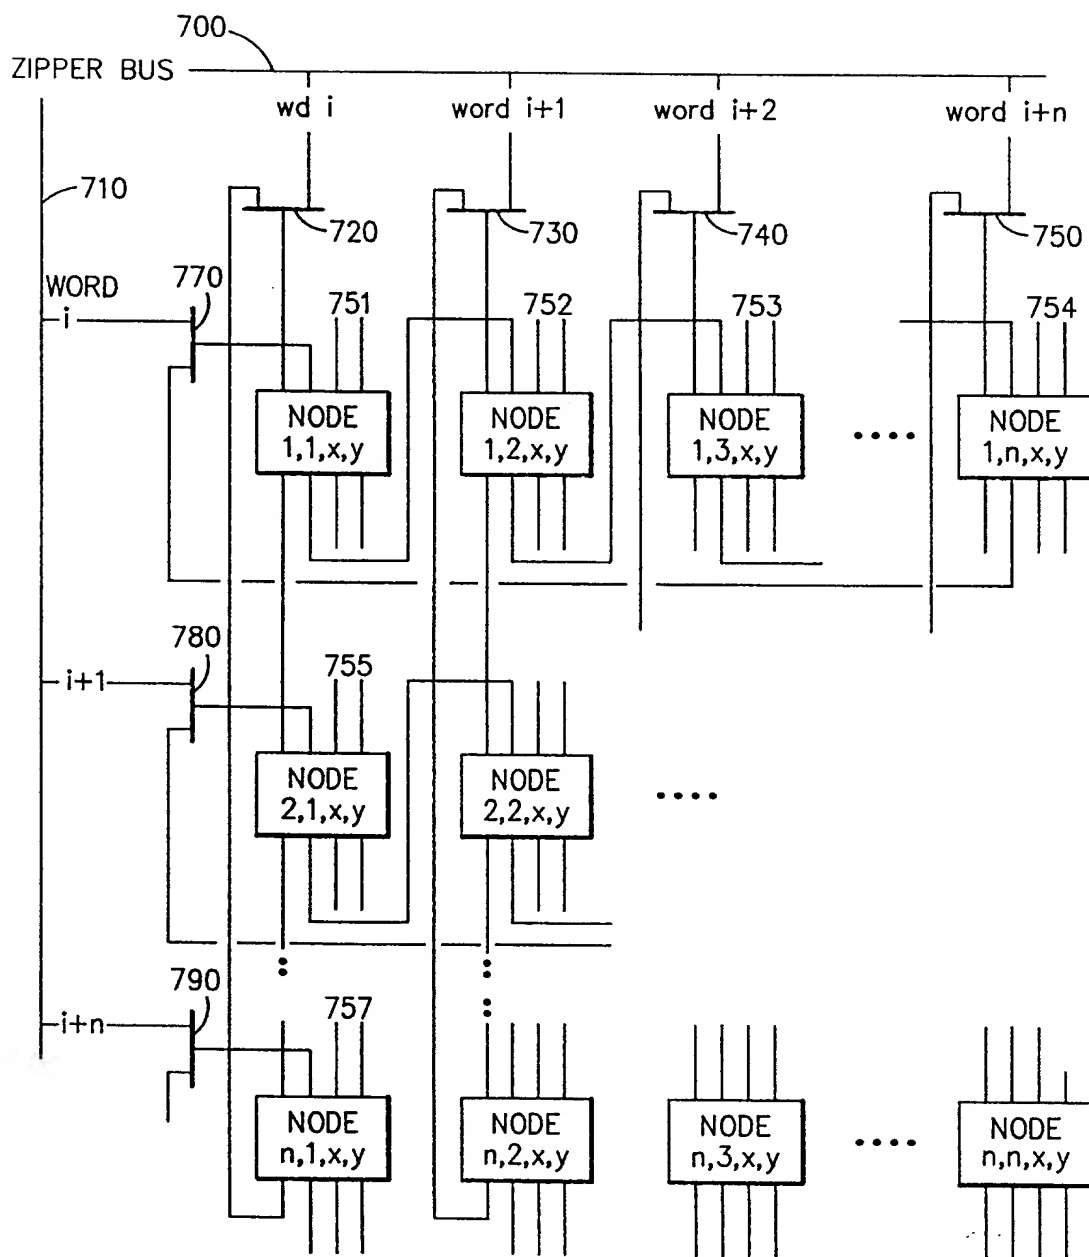 700
ZIPPER BUS
wd i
word i+1
word i+2
word i+n
710
720
730
740
750
770
WORD
i
751
752
753
754
NODE
1,1,x,y
NODE
1,2,x,y
NODE
1,3,x,y
....
NODE
1,n,x,y
780
i+1
755
NODE
2,1,x,y
NODE
2,2,x,y
....
790
i+n
757
NODE
n,1,x,y
NODE
n,2,x,y
NODE
n,3,x,y
....
NODE
n,n,x,y